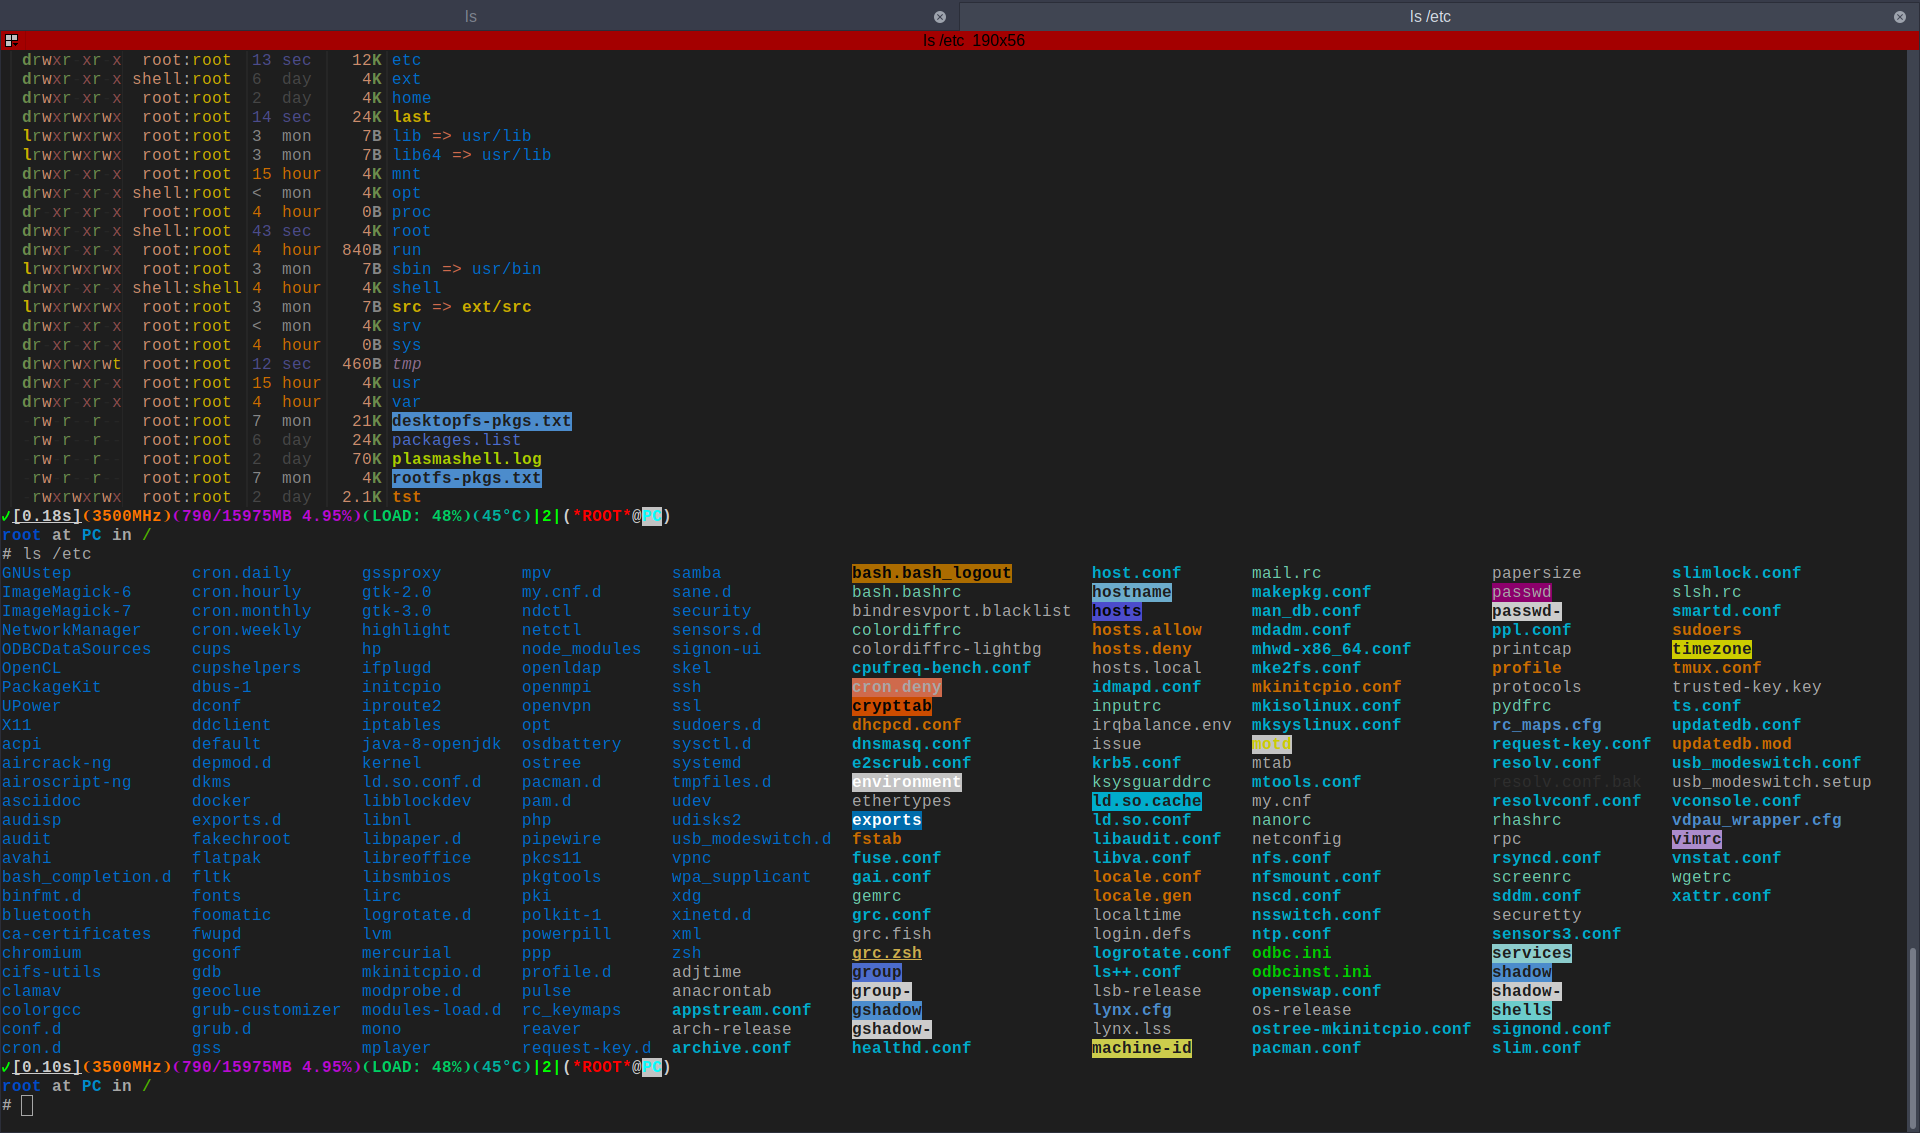 ls ls /etc
ls /etc 190x56
drwxr-xr-x root:root 13 sec 12K etc
drwxr-xr-x shell:root 6 day 4K ext
drwxr-xr-x root:root 2 day 4K home
drwxrwxrwx root:root 14 sec 24K last
lrwxrwxrwx root:root 3 mon 7B lib => usr/lib
lrwxrwxrwx root:root 3 mon 7B lib64 => usr/lib
drwxr-xr-x root:root 15 hour 4K mnt
drwxr-xr-x shell:root < mon 4K opt
dr-xr-xr-x root:root 4 hour 0B proc
drwxr-xr-x shell:root 43 sec 4K root
drwxr-xr-x root:root 4 hour 840B run
lrwxrwxrwx root:root 3 mon 7B sbin => usr/bin
drwxr-xr-x shell:shell 4 hour 4K shell
lrwxrwxrwx root:root 3 mon 7B src => ext/src
drwxr-xr-x root:root < mon 4K srv
dr-xr-xr-x root:root 4 hour 0B sys
drwxrwxrwt root:root 12 sec 460B tmp
drwxr-xr-x root:root 15 hour 4K usr
drwxr-xr-x root:root 4 hour 4K var
-rw-r--r-- root:root 7 mon 21K desktopfs-pkgs.txt
-rw-r--r-- root:root 6 day 24K packages.list
-rw-r--r-- root:root 2 day 70K plasmashell.log
-rw-r--r-- root:root 7 mon 4K rootfs-pkgs.txt
-rwxrwxrwx root:root 2 day 2.1K tst
✓[0.18s](3500MHz)(790/15975MB 4.95%)(LOAD: 48%)(45°C)|2|(*ROOT*@PC)
root at PC in /
# ls /etc
GNUstep cron.daily gssproxy mpv samba bash.bash_logout host.conf mail.rc papersize slimlock.conf
ImageMagick-6 cron.hourly gtk-2.0 my.cnf.d sane.d bash.bashrc hostname makepkg.conf passwd slsh.rc
ImageMagick-7 cron.monthly gtk-3.0 ndctl security bindresvport.blacklist hosts man_db.conf passwd- smartd.conf
NetworkManager cron.weekly highlight netctl sensors.d colordiffrc hosts.allow mdadm.conf ppl.conf sudoers
ODBCDataSources cups hp node_modules signon-ui colordiffrc-lightbg hosts.deny mhwd-x86_64.conf printcap timezone
OpenCL cupshelpers ifplugd openldap skel cpufreq-bench.conf hosts.local mke2fs.conf profile tmux.conf
PackageKit dbus-1 initcpio openmpi ssh cron.deny idmapd.conf mkinitcpio.conf protocols trusted-key.key
UPower dconf iproute2 openvpn ssl crypttab inputrc mkisolinux.conf pydfrc ts.conf
X11 ddclient iptables opt sudoers.d dhcpcd.conf irqbalance.env mksyslinux.conf rc_maps.cfg updatedb.conf
acpi default java-8-openjdk osdbattery sysctl.d dnsmasq.conf issue motd request-key.conf updatedb.mod
aircrack-ng depmod.d kernel ostree systemd e2scrub.conf krb5.conf mtab resolv.conf usb_modeswitch.conf
airoscript-ng dkms ld.so.conf.d pacman.d tmpfiles.d environment ksysguarddrc mtools.conf resolv.conf.bak usb_modeswitch.setup
asciidoc docker libblockdev pam.d udev ethertypes ld.so.cache my.cnf resolvconf.conf vconsole.conf
audisp exports.d libnl php udisks2 exports ld.so.conf nanorc rhashrc vdpau_wrapper.cfg
audit fakechroot libpaper.d pipewire usb_modeswitch.d fstab libaudit.conf netconfig rpc vimrc
avahi flatpak libreoffice pkcs11 vpnc fuse.conf libva.conf nfs.conf rsyncd.conf vnstat.conf
bash_completion.d fltk libsmbios pkgtools wpa_supplicant gai.conf locale.conf nfsmount.conf screenrc wgetrc
binfmt.d fonts lirc pki xdg gemrc locale.gen nscd.conf sddm.conf xattr.conf
bluetooth foomatic logrotate.d polkit-1 xinetd.d grc.conf localtime nsswitch.conf securetty
ca-certificates fwupd lvm powerpill xml grc.fish login.defs ntp.conf sensors3.conf
chromium gconf mercurial ppp zsh grc.zsh logrotate.conf odbc.ini services
cifs-utils gdb mkinitcpio.d profile.d adjtime group ls++.conf odbcinst.ini shadow
clamav geoclue modprobe.d pulse anacrontab group- lsb-release openswap.conf shadow-
colorgcc grub-customizer modules-load.d rc_keymaps appstream.conf gshadow lynx.cfg os-release shells
conf.d grub.d mono reaver arch-release gshadow- lynx.lss ostree-mkinitcpio.conf signond.conf
cron.d gss mplayer request-key.d archive.conf healthd.conf machine-id pacman.conf slim.conf
✓[0.10s](3500MHz)(790/15975MB 4.95%)(LOAD: 48%)(45°C)|2|(*ROOT*@PC)
root at PC in /
#